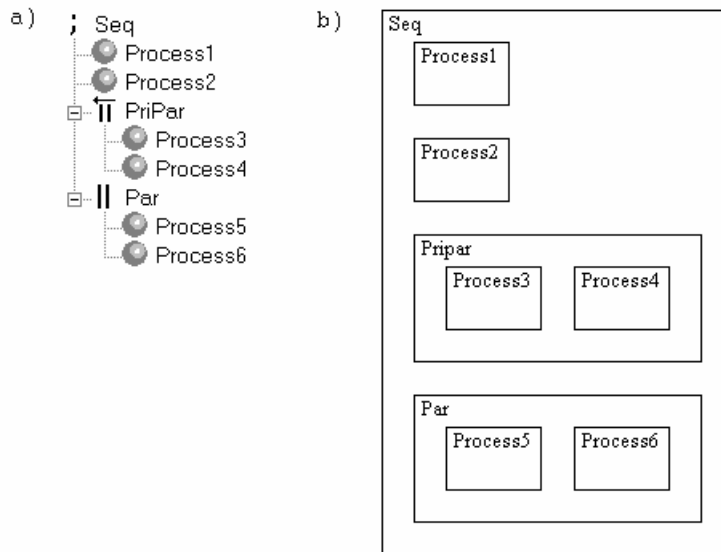 a)
; Seq
Process1
Process2
PriPar
Process3
Process4
|| Par
Process5
Process6
b)
Seq
Process1
Process2
Pripar
Process3 Process4
Par
Process5 Process6